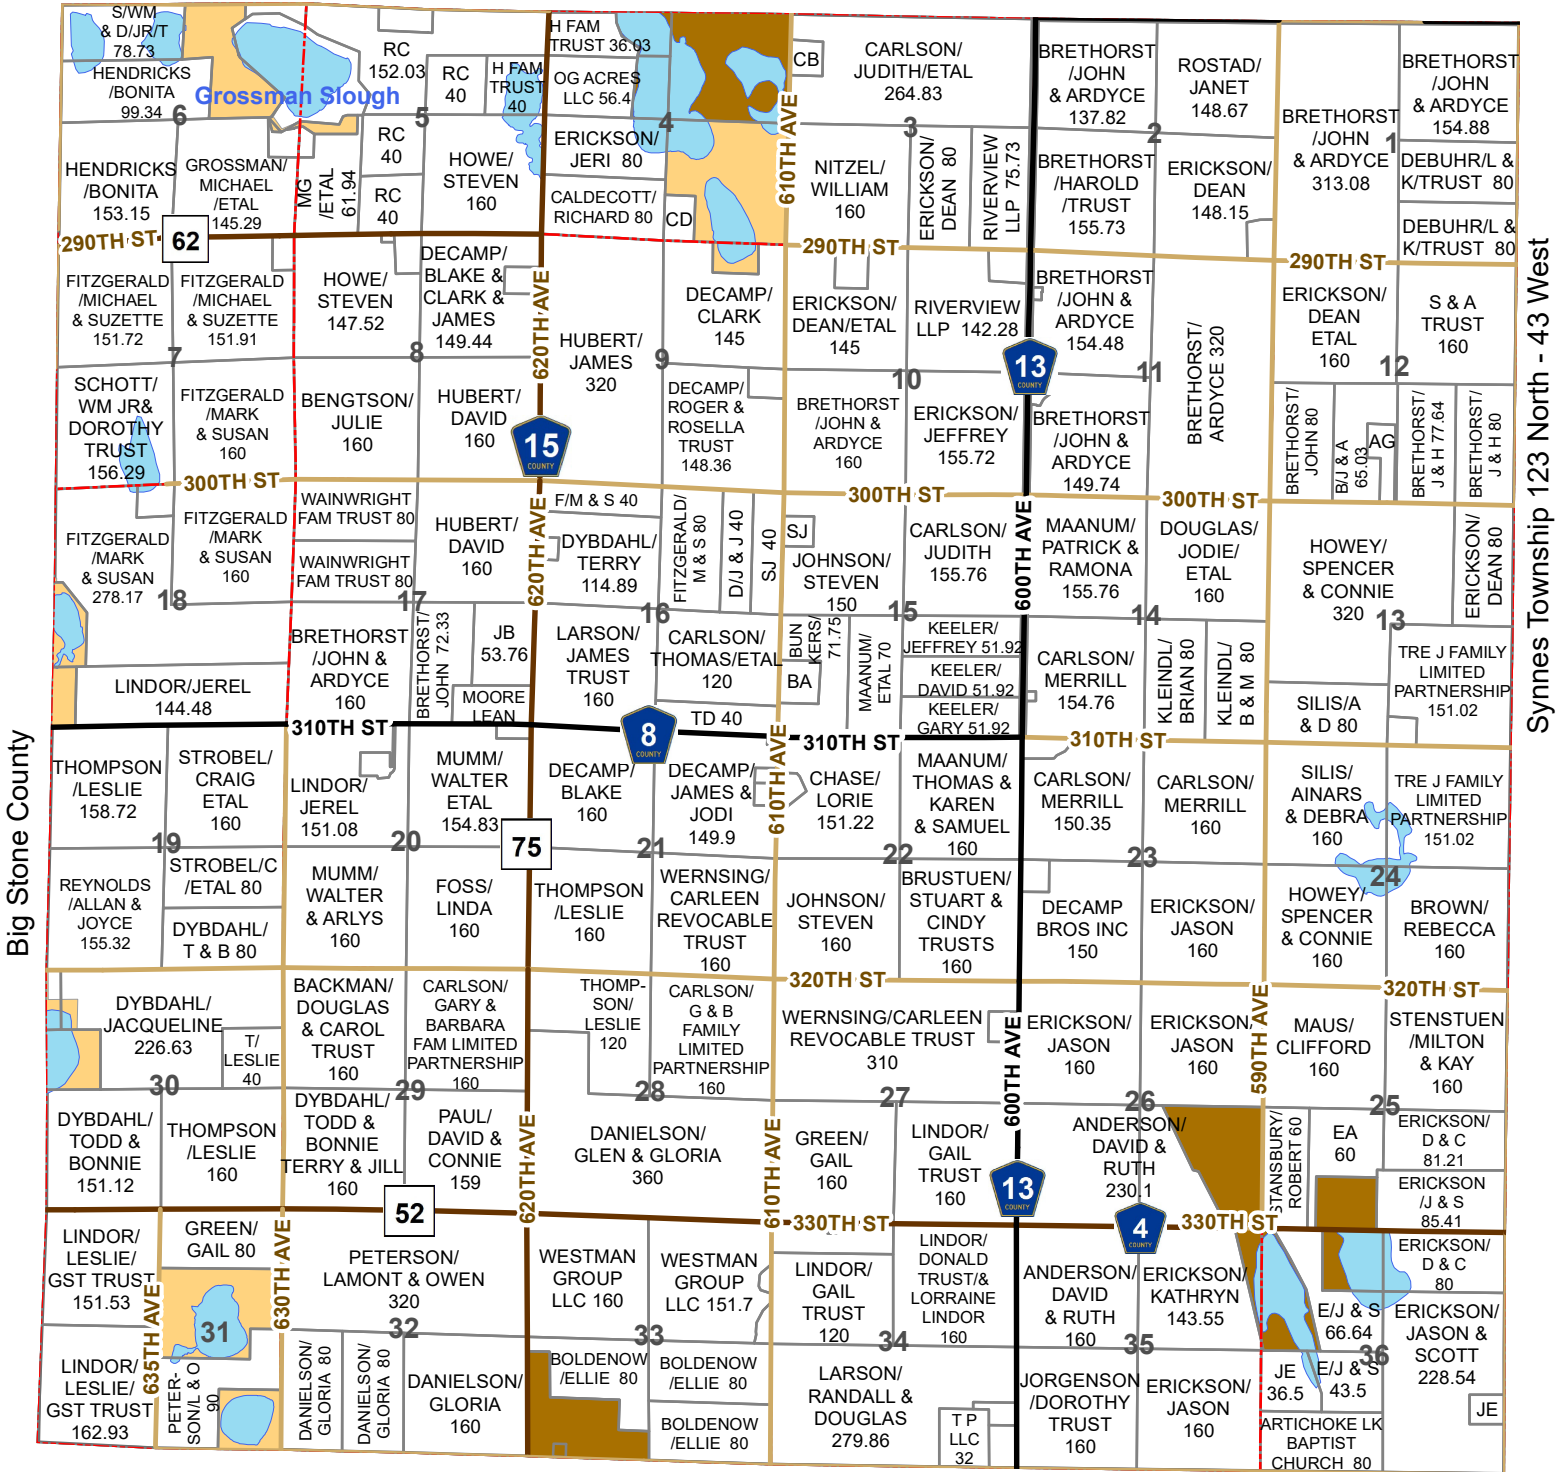 S/WM
& D/JR/T
78.73
HENDRICKS
/BONITA
99.34
6
Grossman Slough
RC
152.03
RC
40
H FAM
TRUST
40
5
H FAM
TRUST 36.03
OG ACRES
LLC 56.4
4
610TH AVE
CB
CARLSON/
JUDITH/ETAL
264.83
3
BRETHORST
/JOHN
& ARDYCE
137.82
2
ROSTAD/
JANET
148.67
BRETHORST
/JOHN
& ARDYCE
313.08
1
BRETHORST
/JOHN
& ARDYCE
154.88
HENDRICKS
/BONITA
153.15
GROSSMAN/
MICHAEL
/ETAL
145.29
MG
/ETAL
61.94
RC
40
RC
40
HOWE/
STEVEN
160
ERICKSON/
JERI 80
CALDECOTT/
RICHARD 80
CD
NITZEL/
WILLIAM
160
ERICKSON/
DEAN 80
RIVERVIEW
LLP 75.73
BRETHORST
/HAROLD
/TRUST
155.73
ERICKSON/
DEAN
148.15
DEBUHR/L &
K/TRUST 80
DEBUHR/L &
K/TRUST 80
290TH ST
62
290TH ST
290TH ST
FITZGERALD
/MICHAEL
& SUZETTE
151.72
7
FITZGERALD
/MICHAEL
& SUZETTE
151.91
HOWE/
STEVEN
147.52
DECAMP/
BLAKE &
CLARK &
JAMES
149.44
8
620TH AVE
HUBERT/
JAMES
320
DECAMP/
CLARK
145
9
ERICKSON/
DEAN/ETAL
145
RIVERVIEW
LLP 142.28
10
13
COUNTY
BRETHORST
/JOHN &
ARDYCE
154.48
11
BRETHORST/
ARDYCE 320
ERICKSON/
DEAN
ETAL
160
S & A
TRUST
160
12
SCHOTT/
WM JR&
DOROTHY
TRUST
156.29
FITZGERALD
/MARK
& SUSAN
160
BENGTSON/
JULIE
160
HUBERT/
DAVID
160
15
COUNTY
DECAMP/
ROGER &
ROSELLA
TRUST
148.36
BRETHORST
/JOHN &
ARDYCE
160
ERICKSON/
JEFFREY
155.72
BRETHORST
/JOHN &
ARDYCE
149.74
BRETHORST/
JOHN 80
B/J & A
65.03
AG
BRETHORST/
J & H 77.64
BRETHORST/
J & H 80
300TH ST
300TH ST
300TH ST
FITZGERALD
/MARK
& SUSAN
278.17
18
FITZGERALD
/MARK
& SUSAN
160
WAINWRIGHT
FAM TRUST 80
WAINWRIGHT
FAM TRUST 80
17
HUBERT/
DAVID
160
620TH AVE
F/M & S 40
DYBDAHL/
TERRY
114.89
16
FITZGERALD/
M & S 80
D/J & J 40
SJ 40
SJ
JOHNSON/
STEVEN
150
15
CARLSON/
JUDITH
155.76
600TH AVE
MAANUM/
PATRICK &
RAMONA
155.76
14
DOUGLAS/
JODIE/
ETAL
160
HOWEY/
SPENCER
& CONNIE
320
13
ERICKSON/
DEAN 80
LINDOR/JEREL
144.48
BRETHORST
/JOHN &
ARDYCE
160
BRETHORST/
JOHN 72.33
JB
53.76
MOORE
LEAN
LARSON/
JAMES
TRUST
160
CARLSON/
THOMAS/ETAL
120
TD 40
BUN
KERS/
71.75
BA
MAANUM/
ETAL 70
KEELER/
JEFFREY 51.92
KEELER/
DAVID 51.92
KEELER/
GARY 51.92
CARLSON/
MERRILL
154.76
KLEINDL/
BRIAN 80
KLEINDL/
B & M 80
SILIS/A
& D 80
TRE J FAMILY
LIMITED
PARTNERSHIP
151.02
310TH ST
8
COUNTY
310TH ST
310TH ST
Big Stone County
Synnes Township 123 North - 43 West
THOMPSON
/LESLIE
158.72
19
STROBEL/
CRAIG
ETAL
160
LINDOR/
JEREL
151.08
20
MUMM/
WALTER
ETAL
154.83
75
DECAMP/
BLAKE
160
21
DECAMP/
JAMES &
JODI
149.9
610TH AVE
CHASE/
LORIE
151.22
22
MAANUM/
THOMAS &
KAREN
& SAMUEL
160
CARLSON/
MERRILL
150.35
23
CARLSON/
MERRILL
160
SILIS/
AINARS
& DEBRA
160
24
TRE J FAMILY
LIMITED
PARTNERSHIP
151.02
REYNOLDS
/ALLAN &
JOYCE
155.32
STROBEL/C
/ETAL 80
DYBDAHL/
T & B 80
MUMM/
WALTER
& ARLYS
160
FOSS/
LINDA
160
THOMPSON
/LESLIE
160
WERNSING/
CARLEEN
REVOCABLE
TRUST
160
JOHNSON/
STEVEN
160
BRUSTUEN/
STUART &
CINDY
TRUSTS
160
DECAMP
BROS INC
150
ERICKSON/
JASON
160
HOWEY/
SPENCER
& CONNIE
160
BROWN/
REBECCA
160
320TH ST
320TH ST
DYBDAHL/
JACQUELINE
226.63
T/
LESLIE
40
30
BACKMAN/
DOUGLAS
& CAROL
TRUST
160
CARLSON/
GARY &
BARBARA
FAM LIMITED
PARTNERSHIP
160
29
THOMP-
SON/
LESLIE
120
CARLSON/
G & B
FAMILY
LIMITED
PARTNERSHIP
160
28
WERNSING/CARLEEN
REVOCABLE TRUST
310
27
600TH AVE
ERICKSON/
JASON
160
26
ERICKSON/
JASON
160
590TH AVE
MAUS/
CLIFFORD
160
STENSTUEN
/MILTON
& KAY
160
25
DYBDAHL/
TODD &
BONNIE
151.12
THOMPSON
/LESLIE
160
DYBDAHL/
TODD &
BONNIE
TERRY & JILL
160
PAUL/
DAVID &
CONNIE
159
620TH AVE
DANIELSON/
GLEN & GLORIA
360
610TH AVE
GREEN/
GAIL
160
LINDOR/
GAIL
TRUST
160
13
COUNTY
ANDERSON/
DAVID &
RUTH
230.1
STANSBURY/
ROBERT 60
EA
60
ERICKSON/
D & C
81.21
ERICKSON
/J & S
85.41
52
330TH ST
4
COUNTY
330TH ST
LINDOR/
LESLIE/
GST TRUST
151.53
635TH AVE
GREEN/
GAIL 80
31
630TH AVE
PETERSON/
LAMONT & OWEN
320
32
WESTMAN
GROUP
LLC 160
33
WESTMAN
GROUP
LLC 151.7
LINDOR/
GAIL
TRUST
120
34
LINDOR/
DONALD
TRUST/&
LORRAINE
LINDOR
160
ANDERSON/
DAVID
& RUTH
160
35
ERICKSON/
KATHRYN
143.55
E/J & S
66.64
36
ERICKSON/
D & C
80
ERICKSON/
JASON &
SCOTT
228.54
LINDOR/
LESLIE/
GST TRUST
162.93
PETER-
SON/L & O
90
DANIELSON/
GLORIA 80
DANIELSON/
GLORIA 80
DANIELSON/
GLORIA
160
BOLDENOW
/ELLIE 80
BOLDENOW
/ELLIE 80
BOLDENOW
/ELLIE 80
LARSON/
RANDALL &
DOUGLAS
279.86
T P
LLC
32
JORGENSON
/DOROTHY
TRUST
160
ERICKSON/
JASON
160
JE
36.5
E/J & S
43.5
ARTICHOKE LK
BAPTIST
CHURCH 80
JE